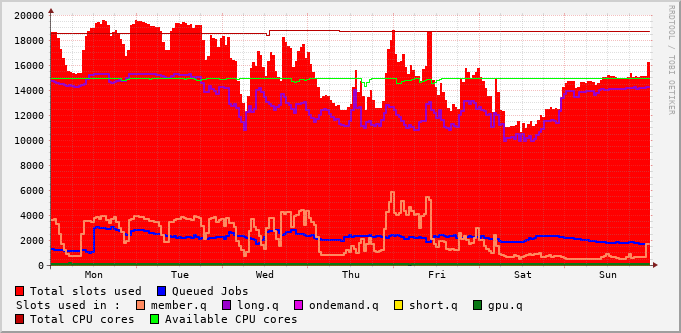 20000
18000
16000
14000
12000
10000
8000
6000
4000
2000
0
Mon Tue Wed Thu Fri Sat Sun
RRDTOOL / TOBI OETIKER
Total slots used Queued Jobs
Slots used in : member.q long.q ondemand.q short.q gpu.q
Total CPU cores Available CPU cores